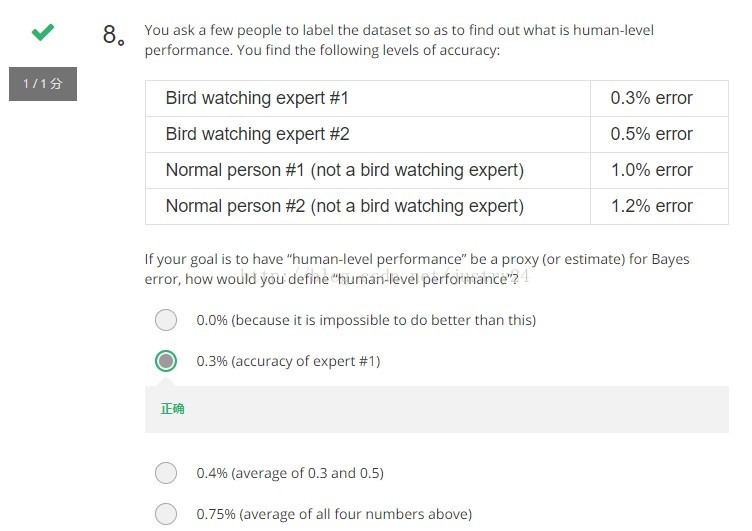 8。
You ask a few people to label the dataset so as to find out what is human-level
performance. You find the following levels of accuracy:
1 / 1 分
Bird watching expert #1 0.3% error
Bird watching expert #2 0.5% error
Normal person #1 (not a bird watching expert) 1.0% error
Normal person #2 (not a bird watching expert) 1.2% error
If your goal is to have “human-level performance” be a proxy (or estimate) for Bayes
error, how would you define “human-level performance”?
0.0% (because it is impossible to do better than this)
0.3% (accuracy of expert #1)
正确
0.4% (average of 0.3 and 0.5)
0.75% (average of all four numbers above)